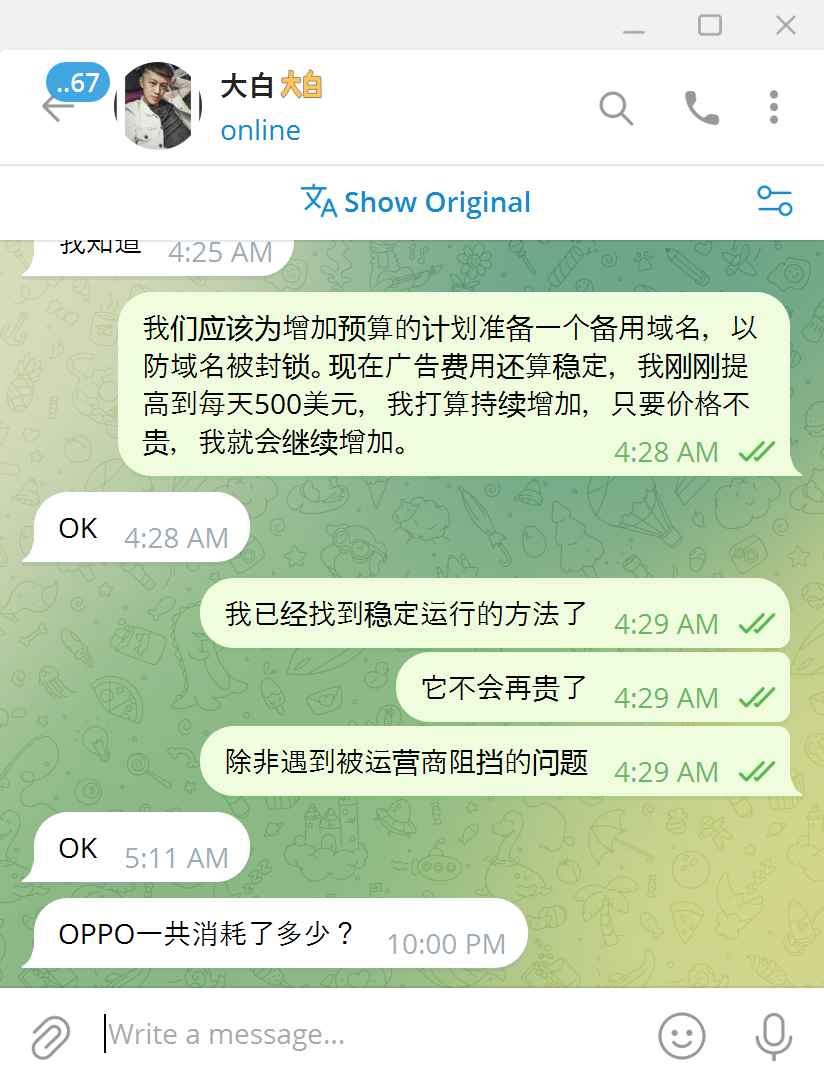 ..67
大白 大白
online
Show Original
我知道 4:25 AM
我们应该为增加预算的计划准备一个备用域名，以
防域名被封锁。现在广告费用还算稳定，我刚刚提
高到每天500美元，我打算持续增加，只要价格不
贵，我就会继续增加。 4:28 AM
OK 4:28 AM
我已经找到稳定运行的方法了 4:29 AM
它不会再贵了 4:29 AM
除非遇到被运营商阻挡的问题 4:29 AM
OK 5:11 AM
OPPO一共消耗了多少？ 10:00 PM
Write a message...